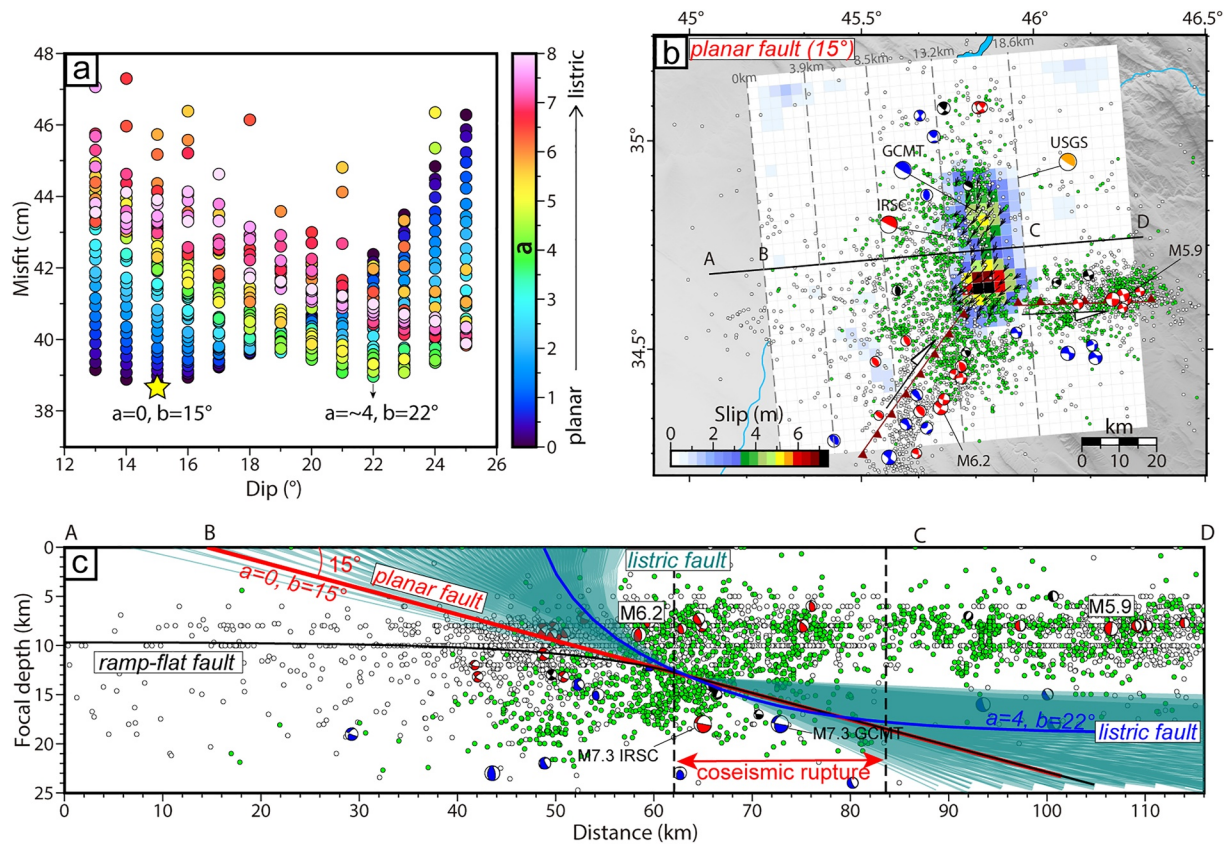 45°
45.5°
46°
46.5°
a
48
46
44
42
40
38
Misfit (cm)
12
14
16
18
20
22
24
26
Dip (°)
a=0, b=15°
a=~4, b=22°
8
7
6
5
4
3
2
1
0
a
planar
listric
b
planar fault (15°)
0km
3.9km
8.5km
13.2km
18.6km
35°
34.5°
GCMT
USGS
IRSC
A
B
C
D
M5.9
M6.2
Slip (m)
0 2 4 6
km
0 10 20
A
B
C
D
c
0
5
10
15
20
25
Focal depth (km)
15°
planar fault
a=0, b=15°
ramp-flat fault
listric fault
M6.2
M5.9
M7.3 IRSC
M7.3 GCMT
a=4, b=22°
listric fault
coseismic rupture
0 10 20 30 40 50 60 70 80 90 100 110
Distance (km)